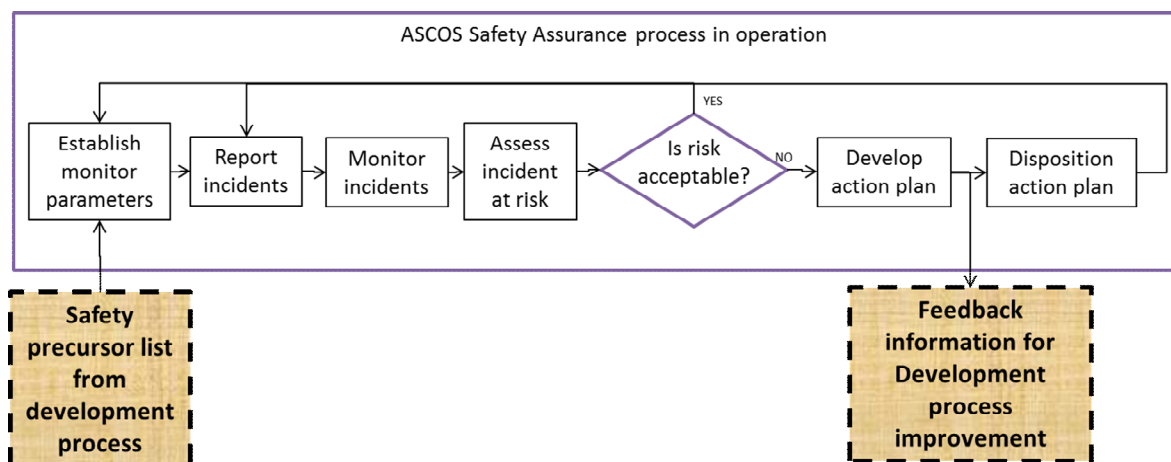 ASCOS Safety Assurance process in operation
YES
Establish
monitor
parameters
Report
incidents
Monitor
incidents
Assess
incident
at risk
Is risk
acceptable?
NO
Develop
action plan
Disposition
action plan
Safety
precursor list
from
development
process
Feedback
information for
Development
process
improvement